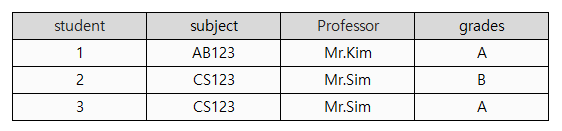 student subject Professor grades
1 AB123 Mr.Kim A
2 CS123 Mr.Sim B
3 CS123 Mr.Sim A